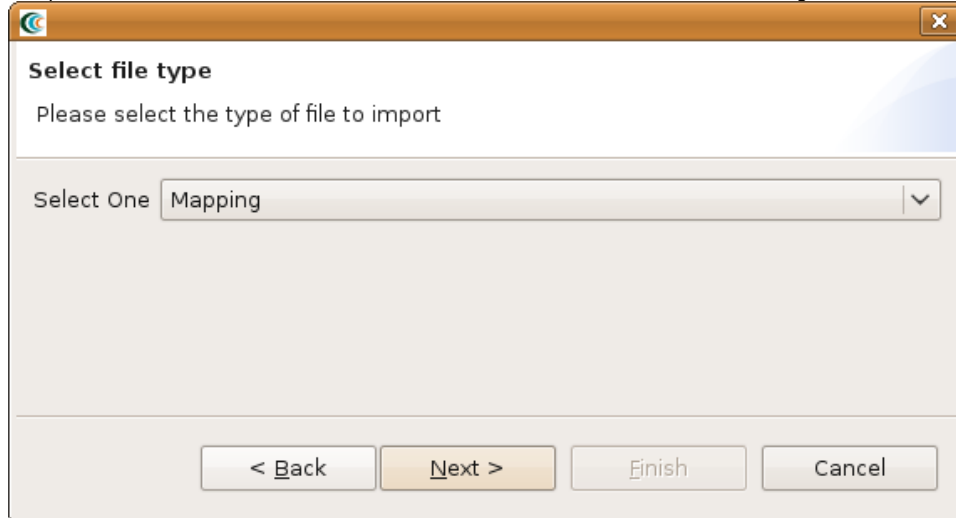 Select file type
Please select the type of file to import
Select One Mapping
< Back Next > Finish Cancel